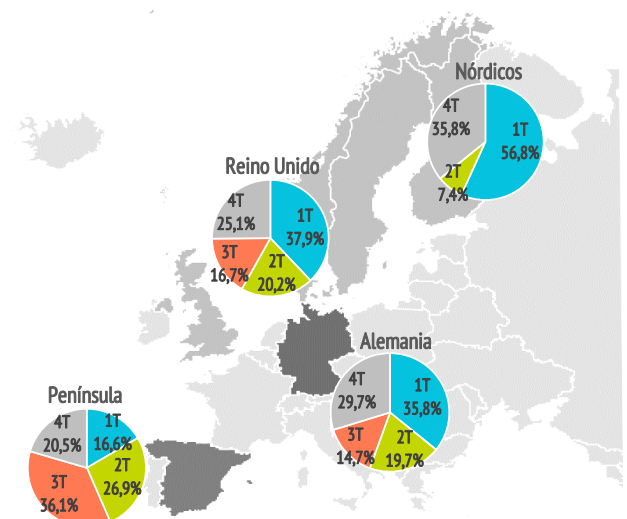 Nórdicos
4T
35,8%
1T
56,8%
2T
7,4%
Reino Unido
4T
25,1%
1T
37,9%
3T
16,7%
2T
20,2%
Alemania
4T
29,7%
1T
35,8%
3T
14,7%
2T
19,7%
Península
4T
20,5%
1T
16,6%
2T
26,9%
3T
36,1%